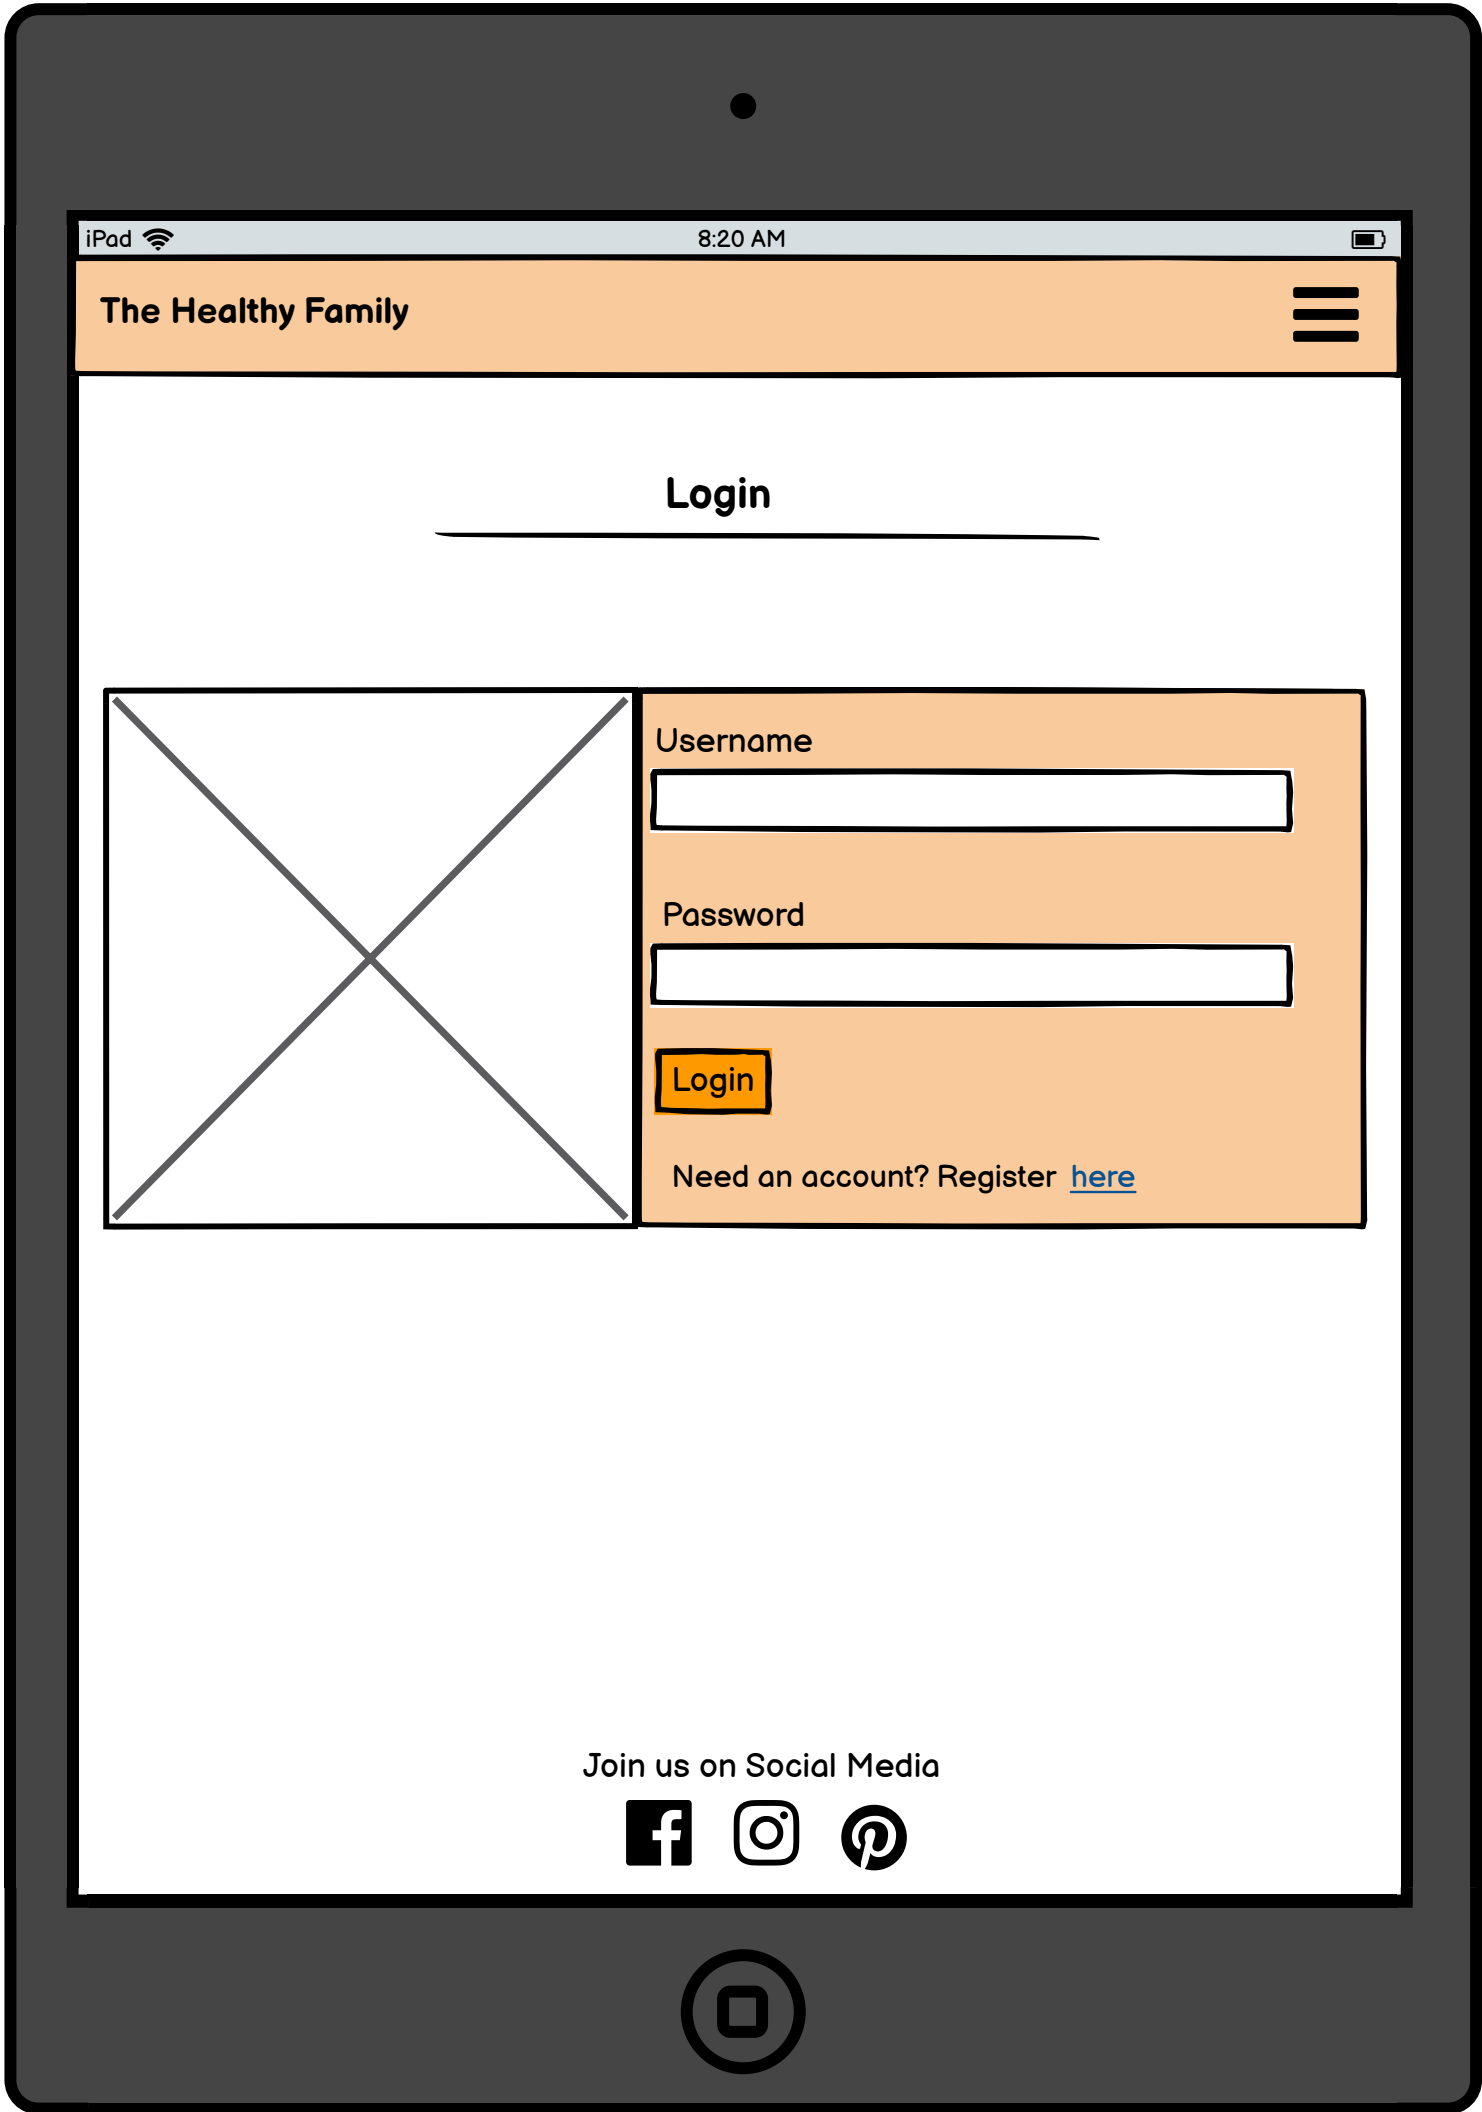 iPad 8:20 AM
The Healthy Family
Login
Username
Password
Login
Need an account? Register here
Join us on Social Media